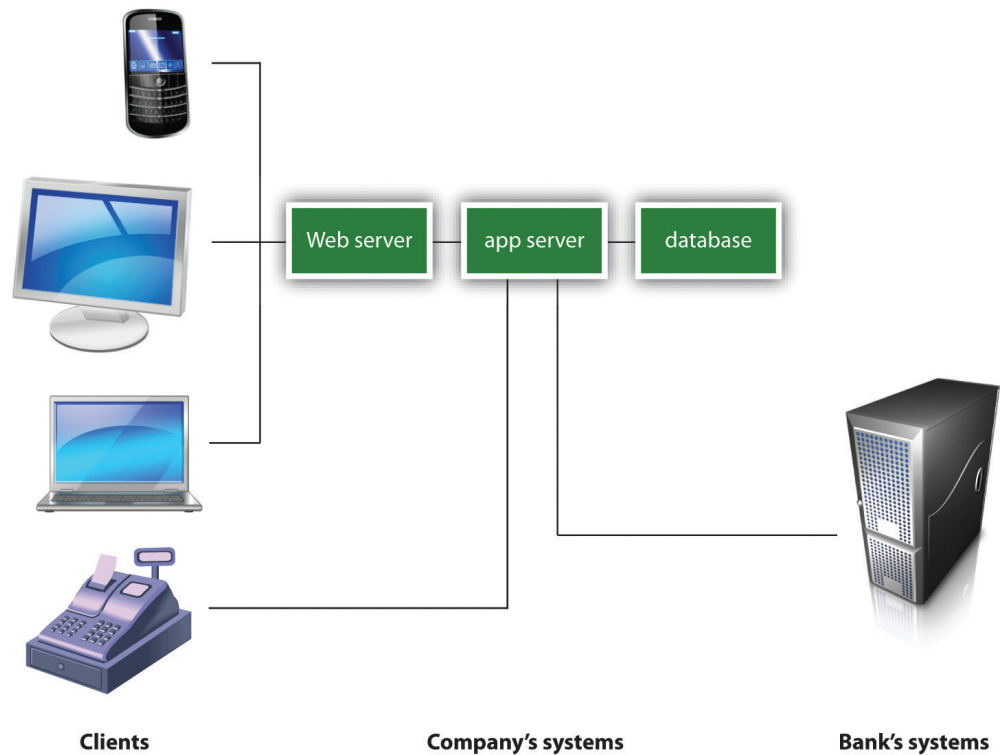 Web server
app server
database
Clients
Company’s systems
Bank’s systems